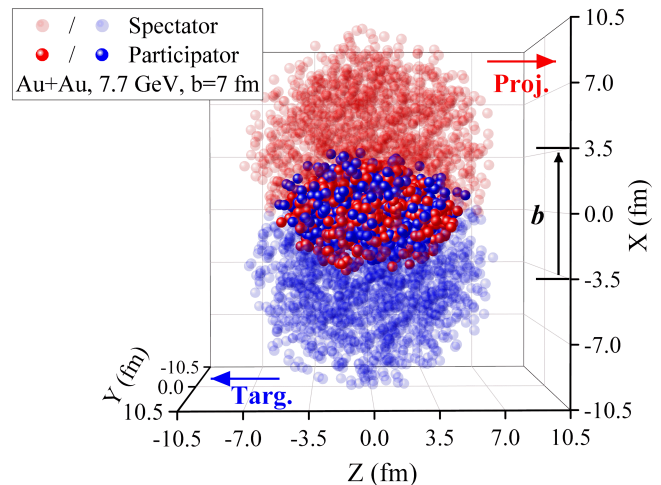 / Spectator
/ Participator
Au+Au, 7.7 GeV, b=7 fm
Proj.
10.5
7.0
3.5
0.0
-3.5
-7.0
-10.5
X (fm)
b
Y (fm)
-10.5
0.0
10.5
Targ.
-10.5 -7.0 -3.5 0.0 3.5 7.0 10.5
Z (fm)